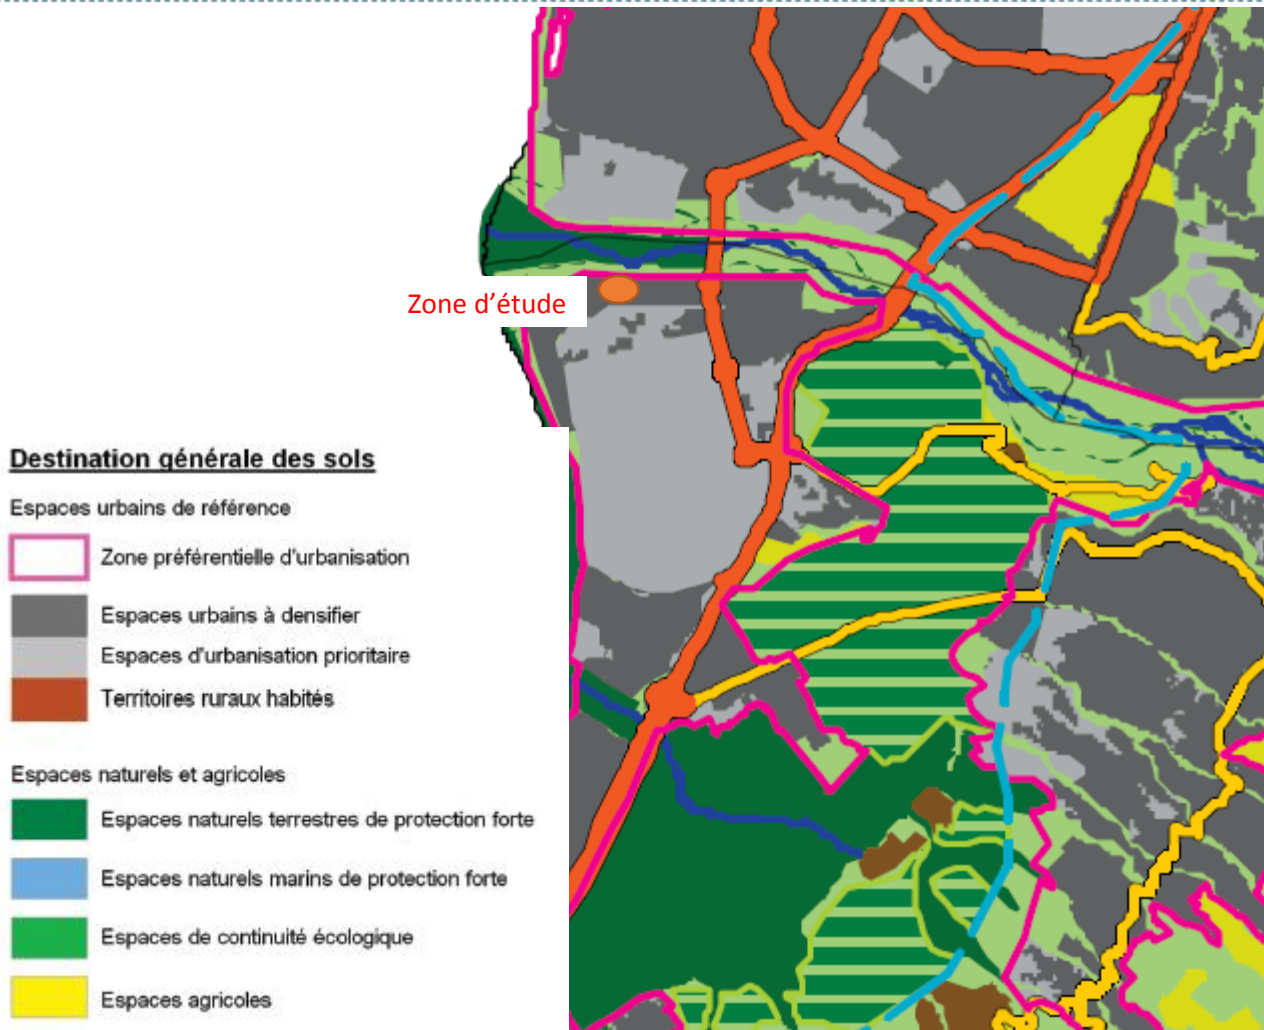 Zone d'étude
Destination générale des sols
Espaces urbains de référence
Zone préférentielle d'urbanisation
Espaces urbains à densifier
Espaces d'urbanisation prioritaire
Territoires ruraux habités
Espaces naturels et agricoles
Espaces naturels terrestres de protection forte
Espaces naturels marins de protection forte
Espaces de continuité écologique
Espaces agricoles